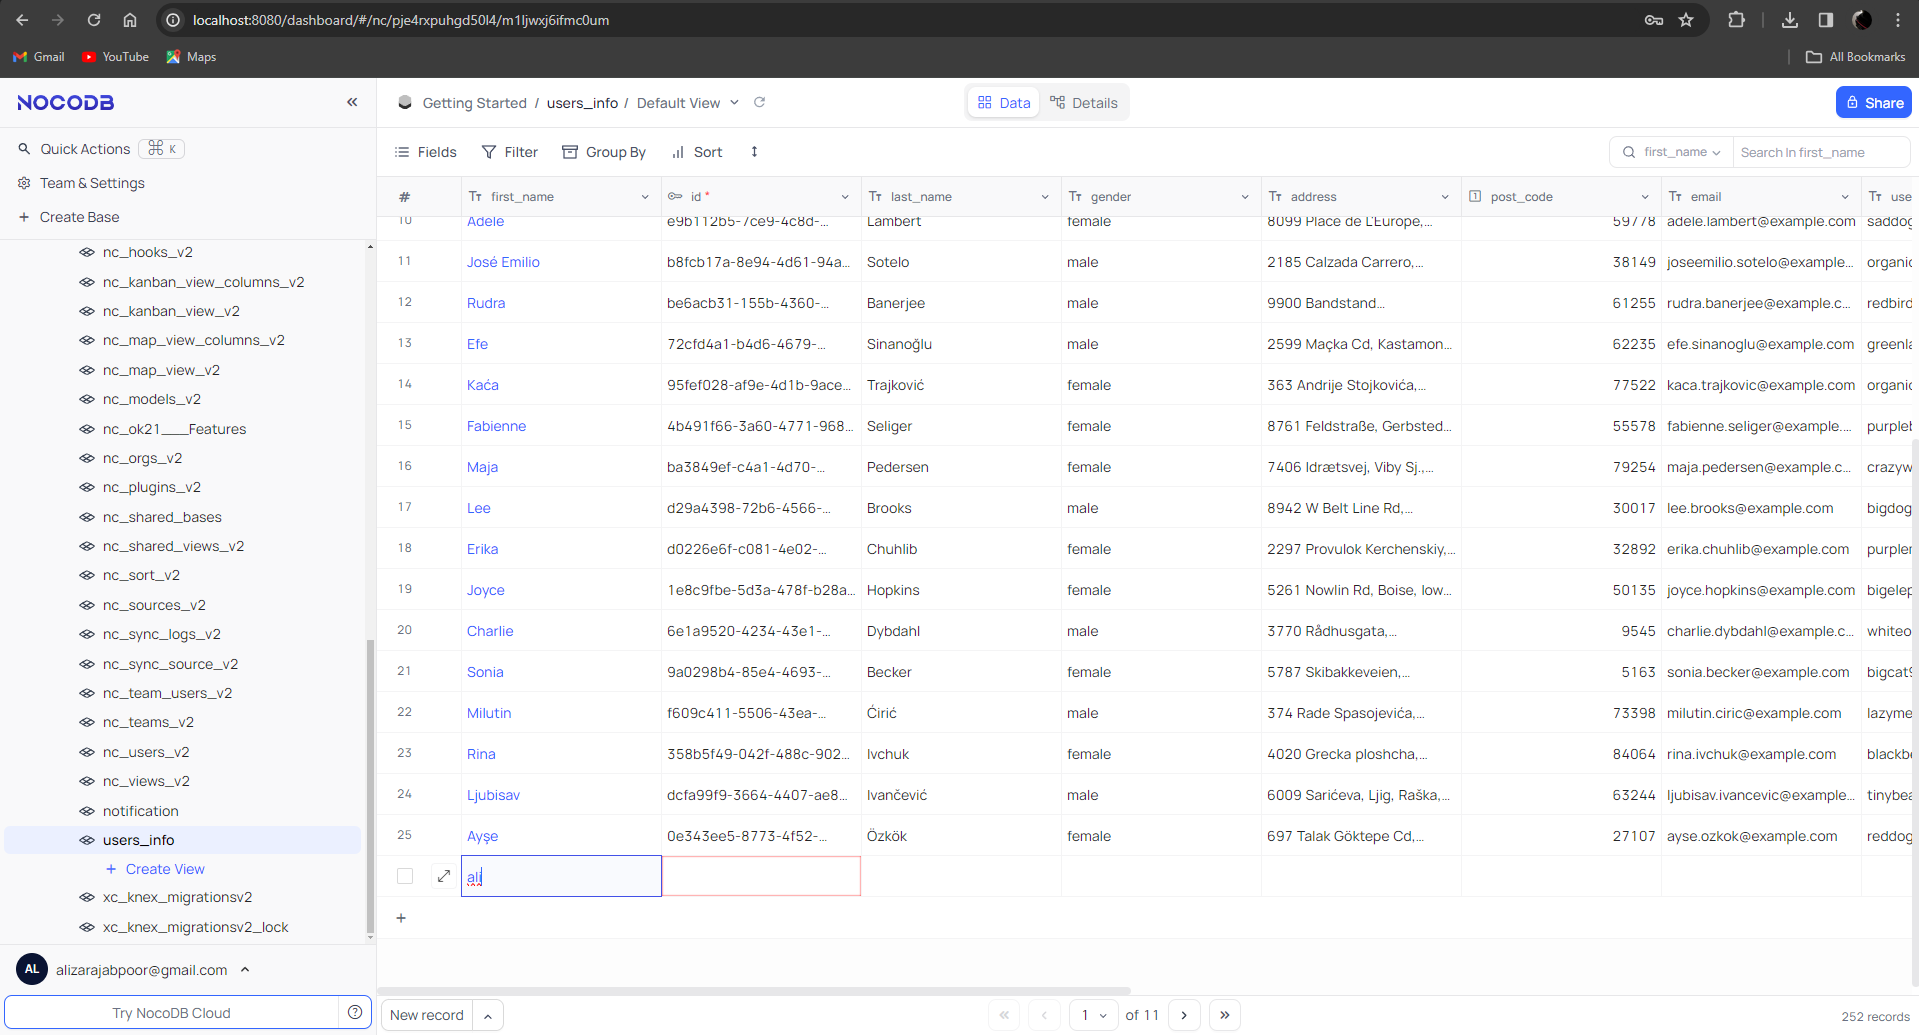 localhost:8080/dashboard/#/nc/pje4rxpuhgd50l4/m1ljwxj6ifmc0um
Gmail YouTube Maps All Bookmarks
NOCODB
Quick Actions ⌘ K
Team & Settings
+ Create Base
nc_hooks_v2
nc_kanban_view_columns_v2
nc_kanban_view_v2
nc_map_view_columns_v2
nc_map_view_v2
nc_models_v2
nc_ok21___Features
nc_orgs_v2
nc_plugins_v2
nc_shared_bases
nc_shared_views_v2
nc_sort_v2
nc_sources_v2
nc_sync_logs_v2
nc_sync_source_v2
nc_team_users_v2
nc_teams_v2
nc_users_v2
nc_views_v2
notification
users_info
+ Create View
xc_knex_migrationsv2
xc_knex_migrationsv2_lock
AL alizarajabpoor@gmail.com
Try NocoDB Cloud
Getting Started / users_info / Default View
Data Details
Share
Fields Filter Group By Sort
first_name Search In first_name
# first_name id * last_name gender address post_code email use
10 Adele e9b112b5-7ce9-4c8d-... Lambert female 8099 Place de L'Europe,... 59778 adele.lambert@example.com saddog
11 José Emilio b8fcb17a-8e94-4d61-94a... Sotelo male 2185 Calzada Carrero,... 38149 joseemilio.sotelo@example... organic
12 Rudra be6acb31-155b-4360-... Banerjee male 9900 Bandstand... 61255 rudra.banerjee@example.c... redbird
13 Efe 72cfd4a1-b4d6-4679-... Sinanoğlu male 2599 Maçka Cd, Kastamon... 62235 efe.sinanoglu@example.com greenla
14 Kaća 95fef028-af9e-4d1b-9ace... Trajković female 363 Andrije Stojkovića,... 77522 kaca.trajkovic@example.com organic
15 Fabienne 4b491f66-3a60-4771-968... Seliger female 8761 Feldstraße, Gerbsted... 55578 fabienne.seliger@example.... purpleb
16 Maja ba3849ef-c4a1-4d70-... Pedersen female 7406 Idrætsvej, Viby Sj.,... 79254 maja.pedersen@example.c... crazyw
17 Lee d29a4398-72b6-4566-... Brooks male 8942 W Belt Line Rd,... 30017 lee.brooks@example.com bigdog
18 Erika d0226e6f-c081-4e02-... Chuhlib female 2297 Provulok Kerchenskiy,... 32892 erika.chuhlib@example.com purpler
19 Joyce 1e8c9fbe-5d3a-478f-b28a... Hopkins female 5261 Nowlin Rd, Boise, Iow... 50135 joyce.hopkins@example.com bigelep
20 Charlie 6e1a9520-4234-43e1-... Dybdahl male 3770 Rådhusgata,... 9545 charlie.dybdahl@example.c... whiteo
21 Sonia 9a0298b4-85e4-4693-... Becker female 5787 Skibakkeveien,... 5163 sonia.becker@example.com bigcat9
22 Milutin f609c411-5506-43ea-... Ćirić male 374 Rade Spasojevića,... 73398 milutin.ciric@example.com lazyme
23 Rina 358b5f49-042f-488c-902... Ivchuk female 4020 Grecka ploshcha,... 84064 rina.ivchuk@example.com blackbe
24 Ljubisav dcfa99f9-3664-4407-ae8... Ivančević male 6009 Sarićeva, Ljig, Raška,... 63244 ljubisav.ivancevic@example... tinybea
25 Ayşe 0e343ee5-8773-4f52-... Özkök female 697 Talak Göktepe Cd,... 27107 ayse.ozkok@example.com reddog
ali
+
New record
1 of 11
252 records